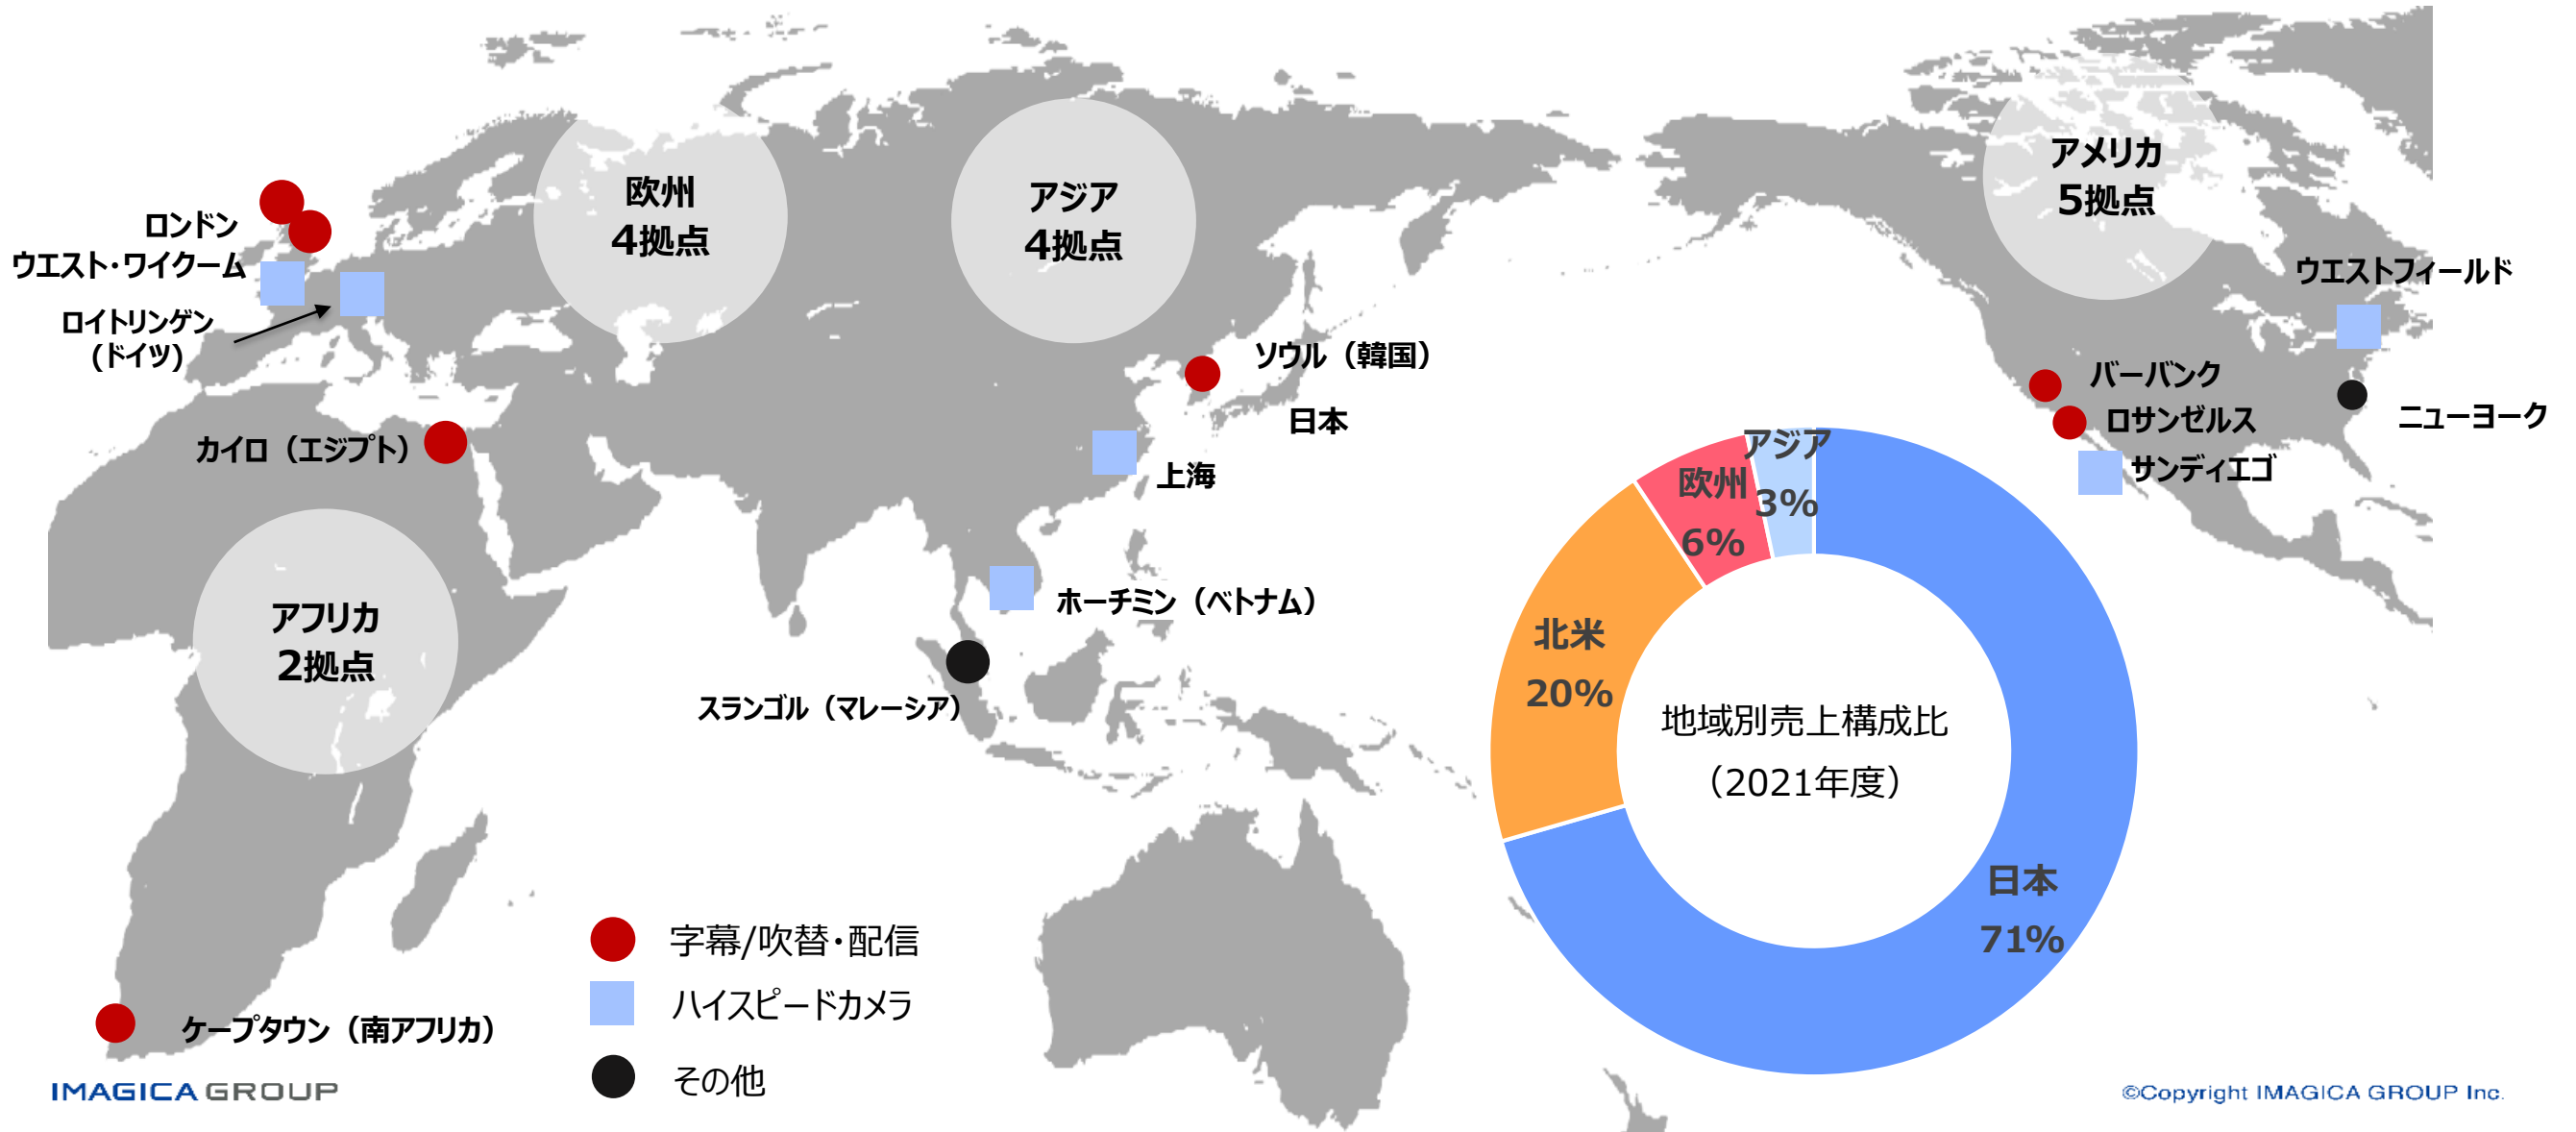 欧州
4拠点
アジア
4拠点
アメリカ
5拠点
ロンドン
ウエスト・ワイクーム
ロイトリンゲン
(ドイツ)
ウエストフィールド
ソウル（韓国）
日本
バーバンク
ロサンゼルス
サンディエゴ
ニューヨーク
カイロ（エジプト）
上海
ホーチミン（ベトナム）
スランゴル（マレーシア）
アフリカ
2拠点
ケープタウン（南アフリカ）
アジア
3%
欧州
6%
北米
20%
日本
71%
地域別売上構成比
（2021年度）
字幕/吹替・配信
ハイスピードカメラ
その他
IMAGICA GROUP
©Copyright IMAGICA GROUP Inc.